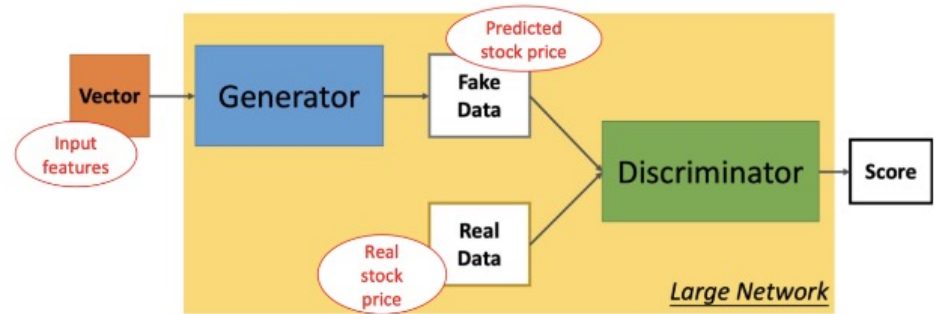 Predicted
stock price
Vector
Generator
Fake
Data
Input
features
Discriminator
Score
Real
Data
Real
stock
price
Large Network